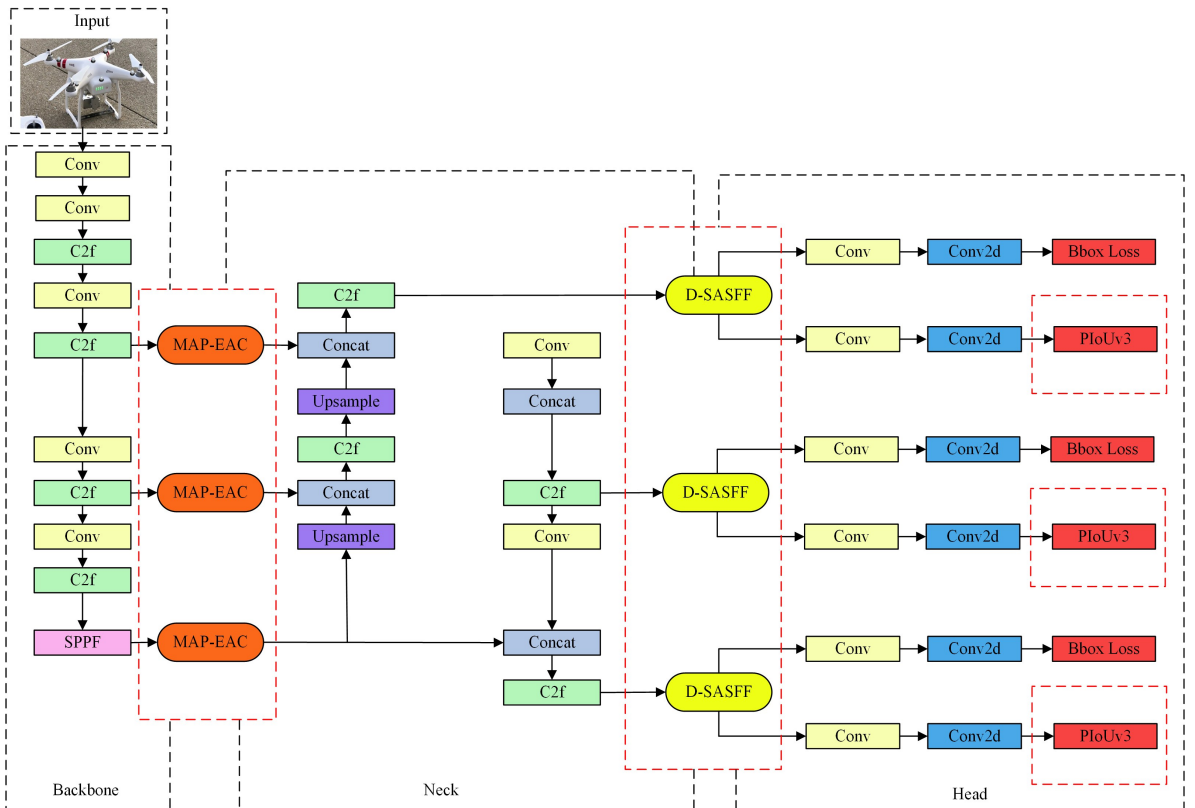 Input
Conv
Conv
C2f
Conv
C2f
Conv
C2f
Conv
C2f
SPPF
Backbone
MAP-EAC
MAP-EAC
MAP-EAC
C2f
Concat
Upsample
C2f
Concat
Upsample
Conv
Concat
C2f
Conv
Concat
C2f
Neck
D-SASFF
D-SASFF
D-SASFF
Conv Conv2d Bbox Loss
Conv Conv2d PIoUv3
Conv Conv2d Bbox Loss
Conv Conv2d PIoUv3
Conv Conv2d Bbox Loss
Conv Conv2d PIoUv3
Head